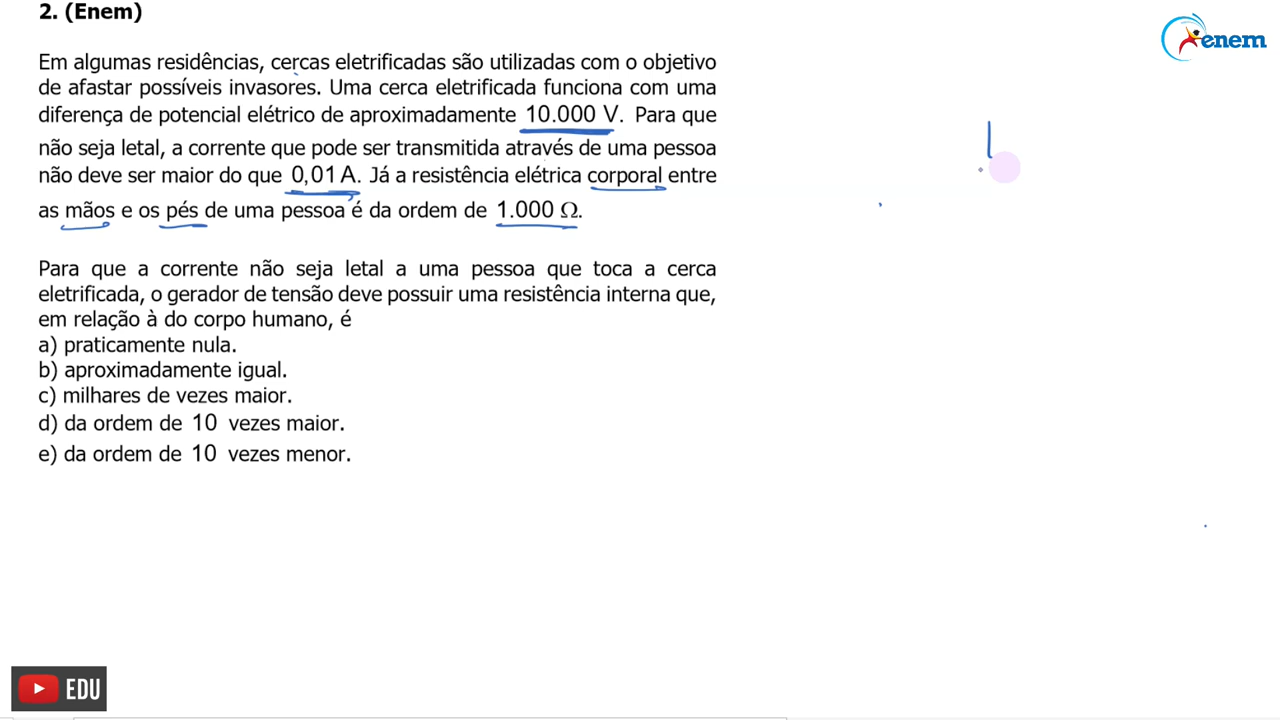 2. (Enem)
enem
Em algumas residências, cercas eletrificadas são utilizadas com o objetivo
de afastar possíveis invasores. Uma cerca eletrificada funciona com uma
diferença de potencial elétrico de aproximadamente 10.000 V. Para que
não seja letal, a corrente que pode ser transmitida através de uma pessoa
não deve ser maior do que 0,01 A. Já a resistência elétrica corporal entre
as mãos e os pés de uma pessoa é da ordem de 1.000 Ω.
Para que a corrente não seja letal a uma pessoa que toca a cerca
eletrificada, o gerador de tensão deve possuir uma resistência interna que,
em relação à do corpo humano, é
a) praticamente nula.
b) aproximadamente igual.
c) milhares de vezes maior.
d) da ordem de 10 vezes maior.
e) da ordem de 10 vezes menor.
EDU